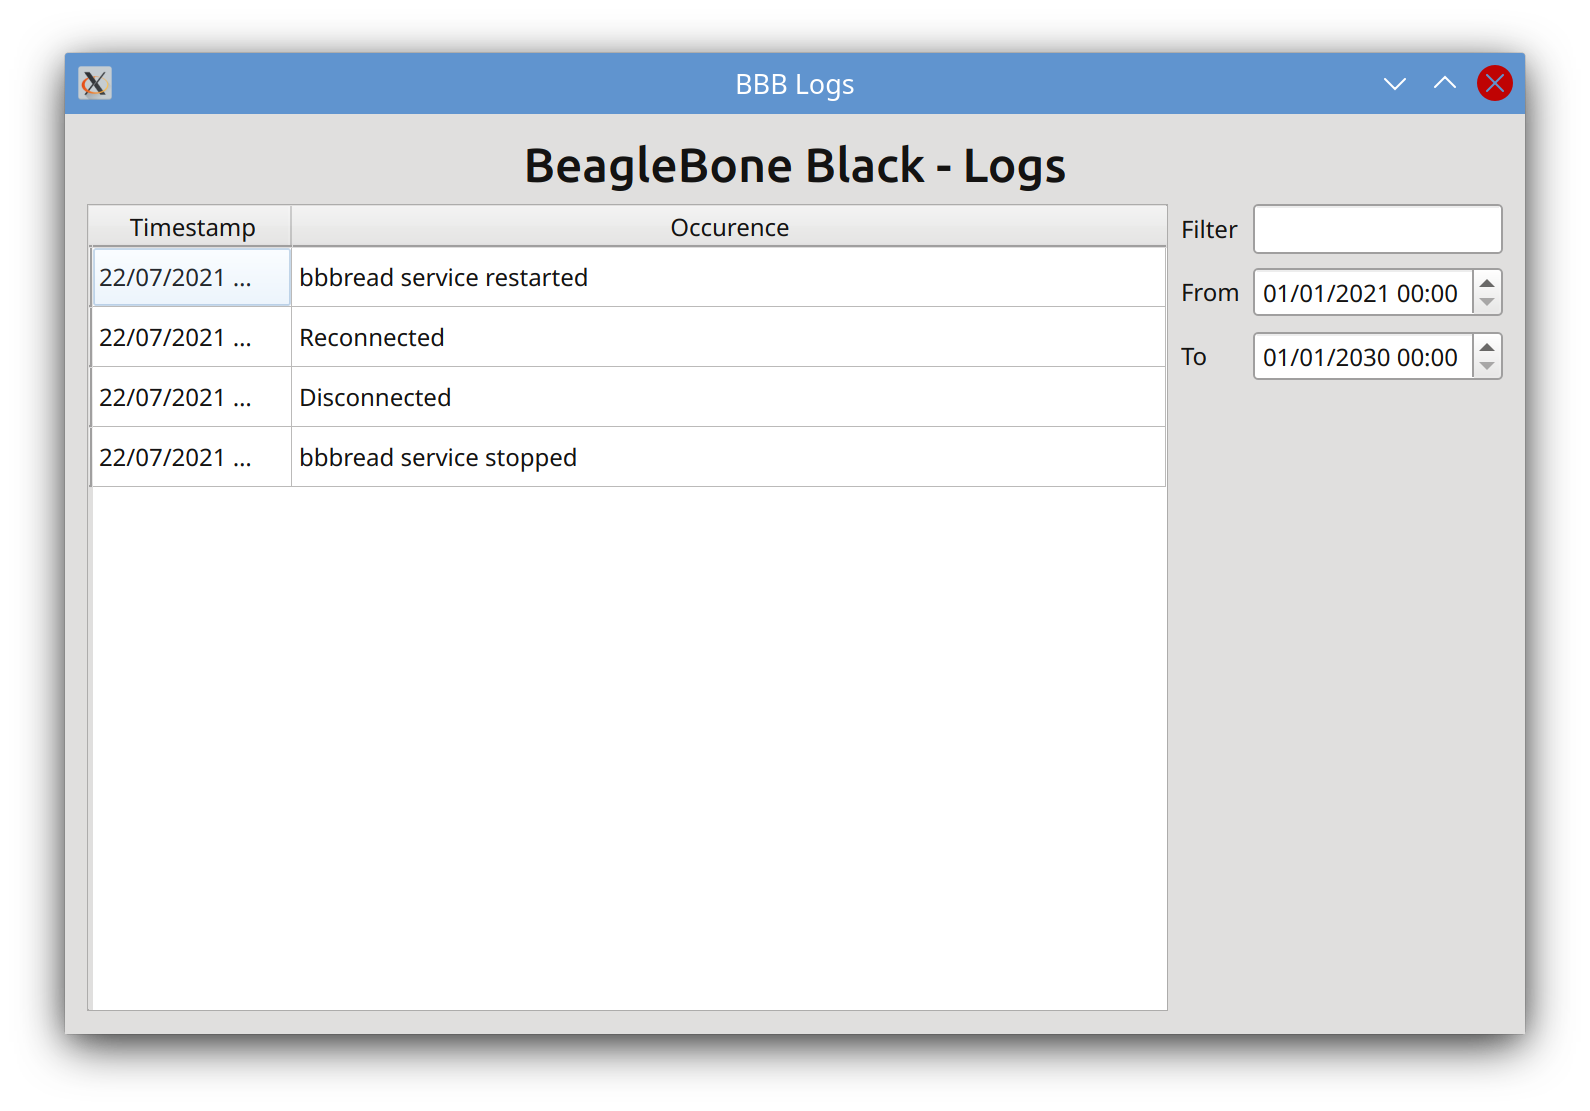 BBB Logs
BeagleBone Black - Logs
Timestamp Occurence
22/07/2021 ... bbbread service restarted
22/07/2021 ... Reconnected
22/07/2021 ... Disconnected
22/07/2021 ... bbbread service stopped
Filter
From 01/01/2021 00:00
To 01/01/2030 00:00